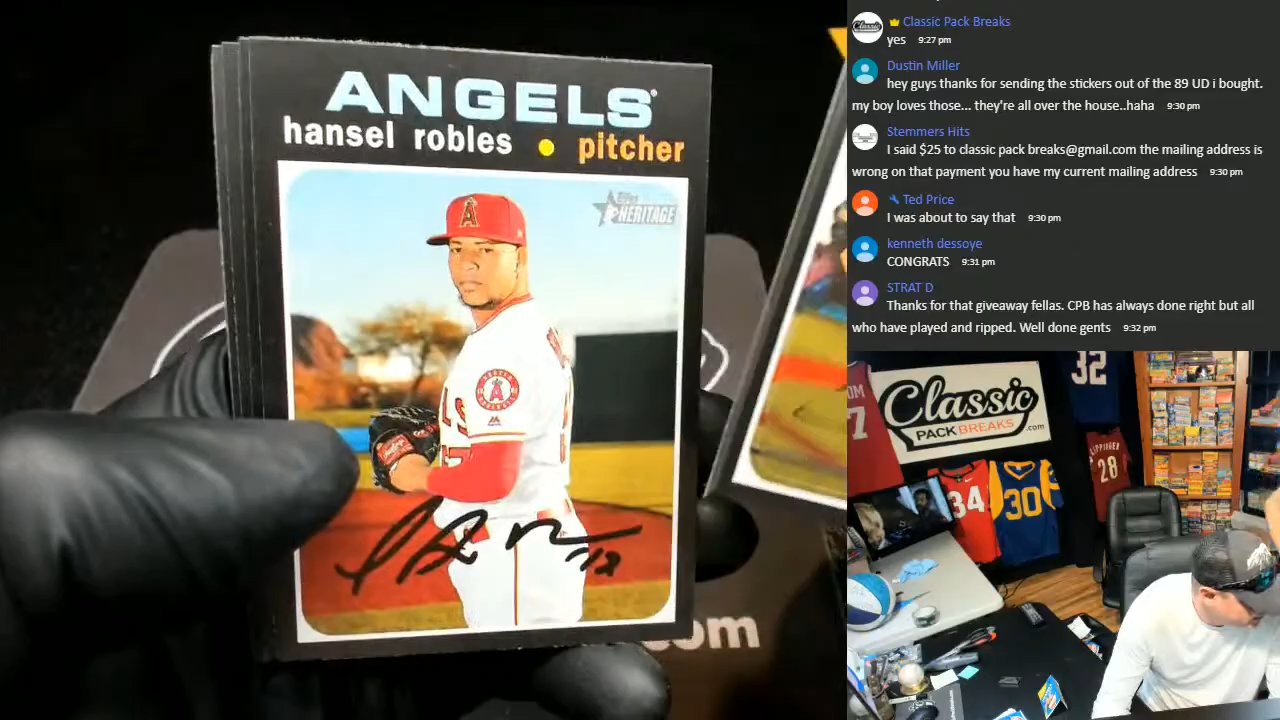 ANGELS
hansel robles • pitcher
Topps HERITAGE
com
Classic Pack Breaks
yes 9:27 pm
Dustin Miller
hey guys thanks for sending the stickers out of the 89 UD i bought.
my boy loves those... they're all over the house..haha 9:30 pm
Stemmers Hits
I said $25 to classic pack breaks@gmail.com the mailing address is
wrong on that payment you have my current mailing address 9:30 pm
Ted Price
I was about to say that 9:30 pm
kenneth dessoye
CONGRATS 9:31 pm
STRAT D
Thanks for that giveaway fellas. CPB has always done right but all
who have played and ripped. Well done gents 9:32 pm
Classic
PACK BREAKS.com
32
7
34
30
28